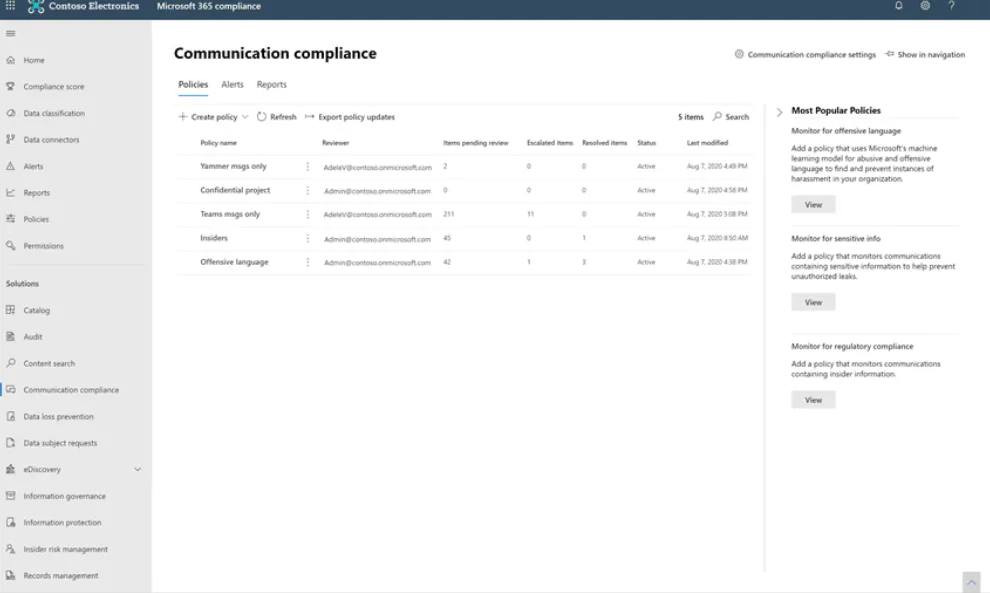 Contoso Electronics Microsoft 365 compliance ?
Communication compliance
Communication compliance settings Show in navigation
Home
Compliance score
Data classification
Data connectors
Alerts
Reports
Policies
Permissions
Solutions
Catalog
Audit
Content search
Communication compliance
Data loss prevention
Data subject requests
eDiscovery
Information governance
Information protection
Insider risk management
Records management
Policies Alerts Reports
+ Create policy Refresh Export policy updates 5 items Search
Policy name Reviewer Items pending review Escalated items Resolved items Status Last modified
Yammer msgs only AdeleV@contoso.onmicrosoft.com 2 0 0 Active Aug 7, 2020 4:49 PM
Confidential project Admin@contoso.onmicrosoft.com 0 0 0 Active Aug 7, 2020 4:58 PM
Teams msgs only AdeleV@contoso.onmicrosoft.com 211 11 0 Active Aug 7, 2020 5:08 PM
Insiders Admin@contoso.onmicrosoft.com 45 0 1 Active Aug 7, 2020 8:50 AM
Offensive language Admin@contoso.onmicrosoft.com 42 1 3 Active Aug 7, 2020 4:38 PM
Most Popular Policies
Monitor for offensive language
Add a policy that uses Microsoft's machine
learning model for abusive and offensive
language to find and prevent instances of
harassment in your organization.
View
Monitor for sensitive info
Add a policy that monitors communications
containing sensitive information to help prevent
unauthorized leaks.
View
Monitor for regulatory compliance
Add a policy that monitors communications
containing insider information.
View